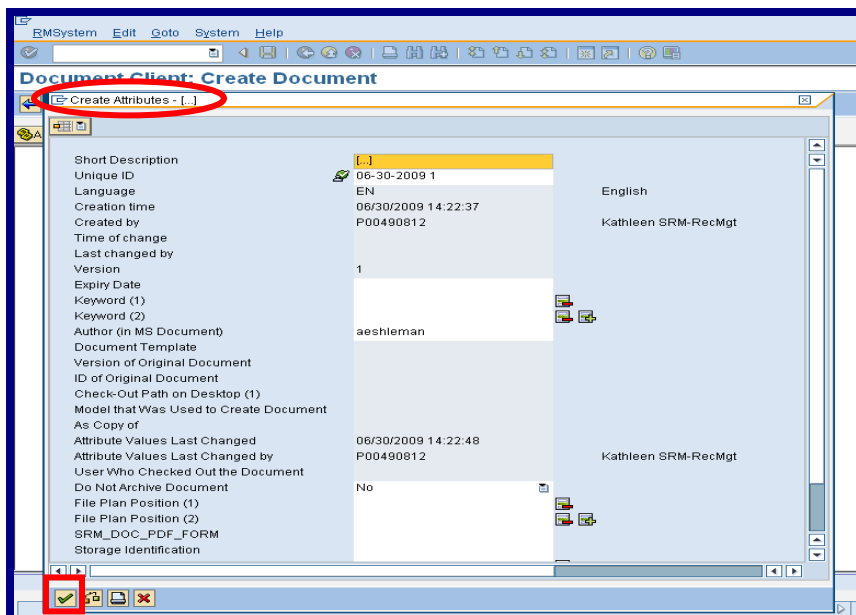 RMSystem Edit Goto System Help
Document Client: Create Document
Create Attributes - [...]
A
Short Description [...]
Unique ID 06-30-2009 1
Language EN English
Creation time 06/30/2009 14:22:37
Created by P00490812 Kathleen SRM-RecMgt
Time of change
Last changed by
Version 1
Expiry Date
Keyword (1)
Keyword (2)
Author (in MS Document) aeshleman
Document Template
Version of Original Document
ID of Original Document
Check-Out Path on Desktop (1)
Model that Was Used to Create Document
As Copy of
Attribute Values Last Changed 06/30/2009 14:22:48
Attribute Values Last Changed by P00490812 Kathleen SRM-RecMgt
User Who Checked Out the Document
Do Not Archive Document No
File Plan Position (1)
File Plan Position (2)
SRM_DOC_PDF_FORM
Storage Identification